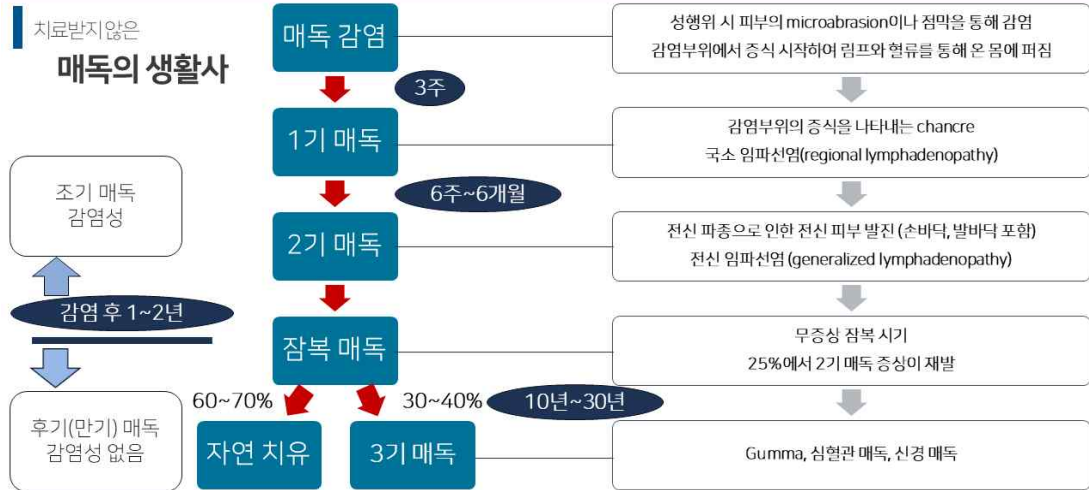 치료받지 않은
매독의 생활사
매독 감염
성행위 시 피부의 microabrasion이나 점막을 통해 감염
감염부위에서 증식 시작하여 림프와 혈류를 통해 온 몸에 퍼짐
3주
1기 매독
감염부위의 증식을 나타내는 chancre
국소 임파선염(regional lymphadenopathy)
6주~6개월
조기 매독
감염성
2기 매독
전신 파종으로 인한 전신 피부 발진 (손바닥, 발바닥 포함)
전신 임파선염 (generalized lymphadenopathy)
감염 후 1~2년
잠복 매독
무증상 잠복 시기
25%에서 2기 매독 증상이 재발
60~70%
30~40%
10년~30년
후기(만기) 매독
감염성 없음
자연 치유
3기 매독
Gumma, 심혈관 매독, 신경 매독